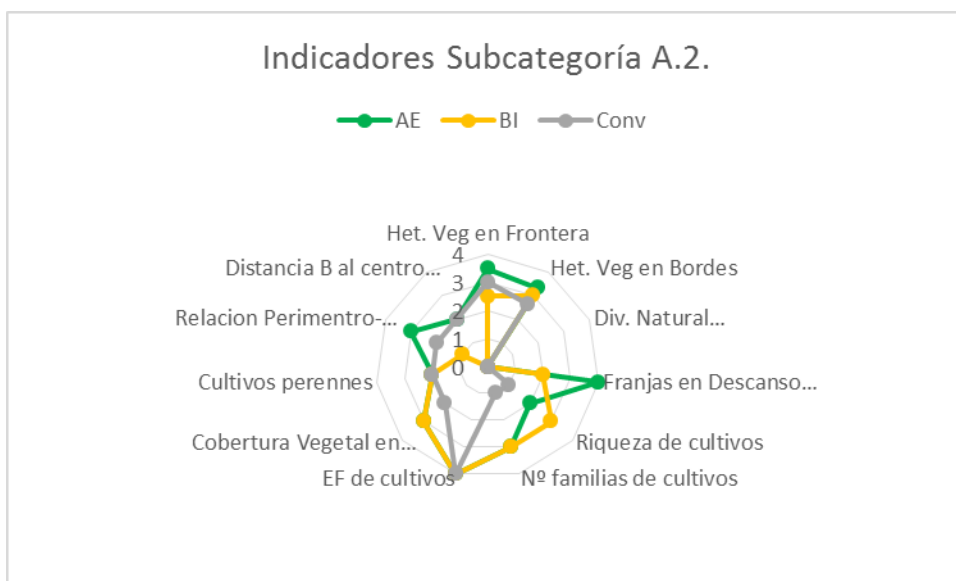 Indicadores Subcategoría A.2.
AE BI Conv
Het. Veg en Frontera
Distancia B al centro...
Het. Veg en Bordes
Relacion Perimentro-...
Div. Natural...
Cultivos perennes
Franjas en Descanso...
Cobertura Vegetal en...
Riqueza de cultivos
EF de cultivos
Nº familias de cultivos
4
3
2
1
0